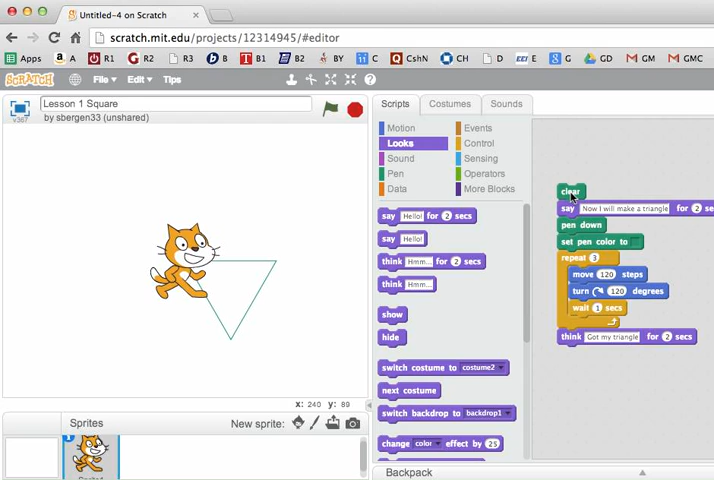 Untitled-4 on Scratch
scratch.mit.edu/projects/12314945/#editor
Apps A R1 R2 R3 B B1 B2 BY C CshN CH D EEI E G GD GM GMC
SCRATCH File Edit Tips
Lesson 1 Square
v367
by sbergen33 (unshared)
Scripts Costumes Sounds
Motion Events
Looks Control
Sound Sensing
Pen Operators
Data More Blocks
say Hello! for 2 secs
say Hello!
think Hmm... for 2 secs
think Hmm...
show
hide
switch costume to costume2
next costume
switch backdrop to backdrop1
change color effect by 25
clear
say Now I will make a triangle for 2 se
pen down
set pen color to
repeat 3
move 120 steps
turn 120 degrees
wait 1 secs
think Got my triangle for 2 secs
x: 240 y: 89
Sprites New sprite:
Backpack